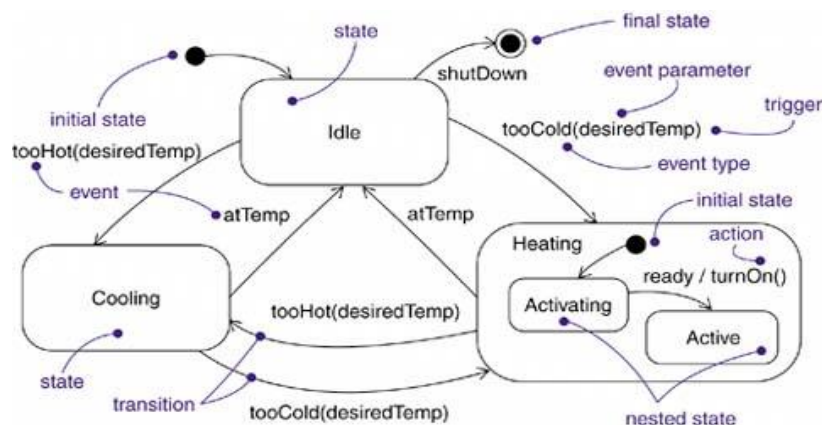 state
final state
shutDown
event parameter
initial state
Idle
tooCold(desiredTemp)
trigger
tooHot(desiredTemp)
event type
event
atTemp
atTemp
initial state
Heating
action
ready / turnOn()
Cooling
tooHot(desiredTemp)
Activating
Active
state
transition
tooCold(desiredTemp)
nested state